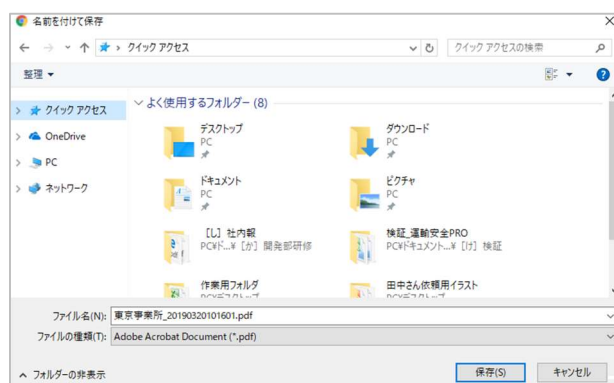 名前を付けて保存
クイック アクセス
クイック アクセスの検索
整理
クイック アクセス
OneDrive
PC
ネットワーク
よく使用するフォルダー (8)
デスクトップ
PC
ダウンロード
PC
ドキュメント
PC
ピクチャ
PC
[し] 社内報
PC¥ド...¥ [か] 開発部研修
検証_運輸安全PRO
PC¥ドキュメント...¥ [け] 検証
作業用フォルダ
田中さん依頼用イラスト
ファイル名(N): 東京事業所_20190320101601.pdf
ファイルの種類(T): Adobe Acrobat Document (*.pdf)
フォルダーの非表示
保存(S)
キャンセル